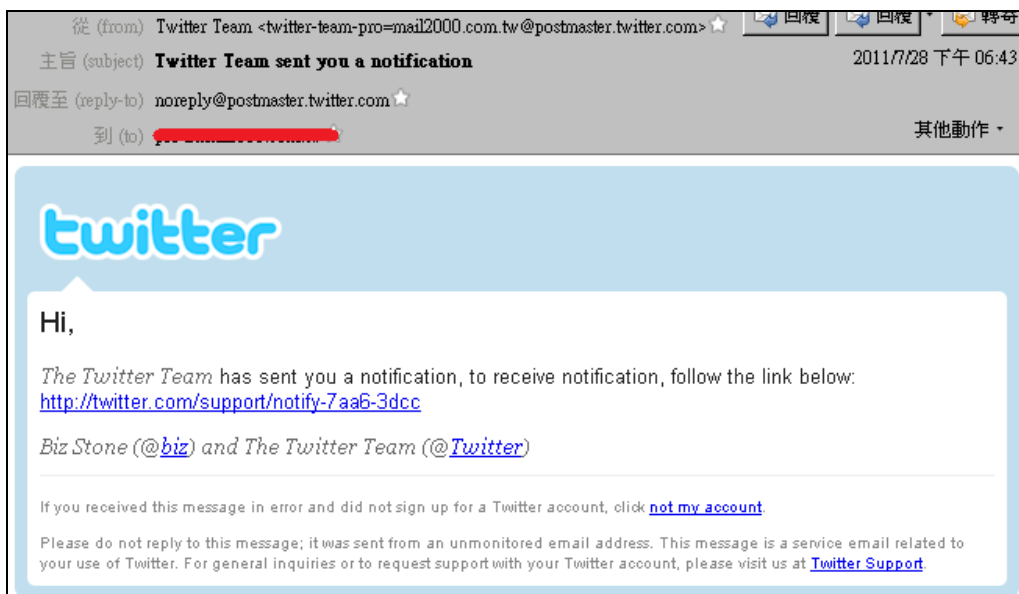 從 (from) Twitter Team <twitter-team-pro=mail2000.com.tw@postmaster.twitter.com> 回覆 回覆 轉寄
主旨 (subject) Twitter Team sent you a notification 2011/7/28 下午 06:43
回覆至 (reply-to) noreply@postmaster.twitter.com
到 (to)
其他動作
twitter
Hi,
The Twitter Team has sent you a notification, to receive notification, follow the link below:
http://twitter.com/support/notify-7aa6-3dcc
Biz Stone (@biz) and The Twitter Team (@Twitter)
If you received this message in error and did not sign up for a Twitter account, click not my account.
Please do not reply to this message; it was sent from an unmonitored email address. This message is a service email related to
your use of Twitter. For general inquiries or to request support with your Twitter account, please visit us at Twitter Support.